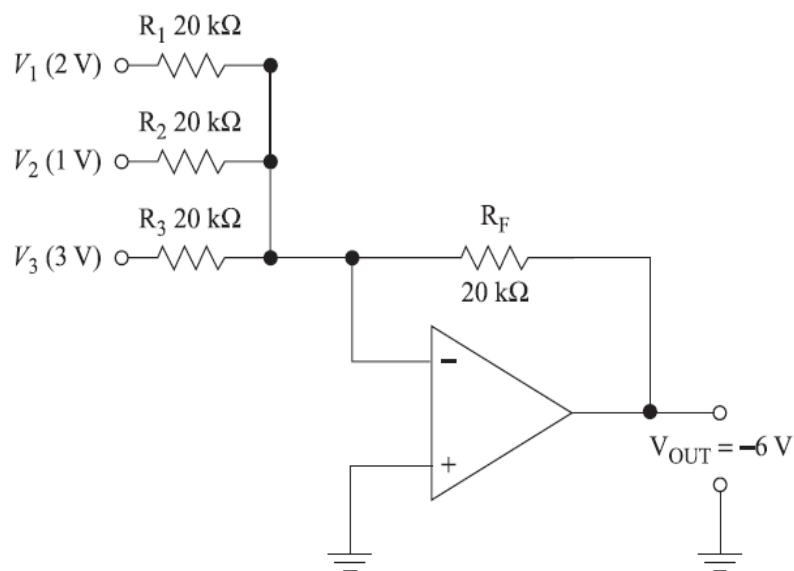 R1 20 kΩ
V1 (2 V)
R2 20 kΩ
V2 (1 V)
R3 20 kΩ
V3 (3 V)
RF
20 kΩ
−
+
VOUT = −6 V